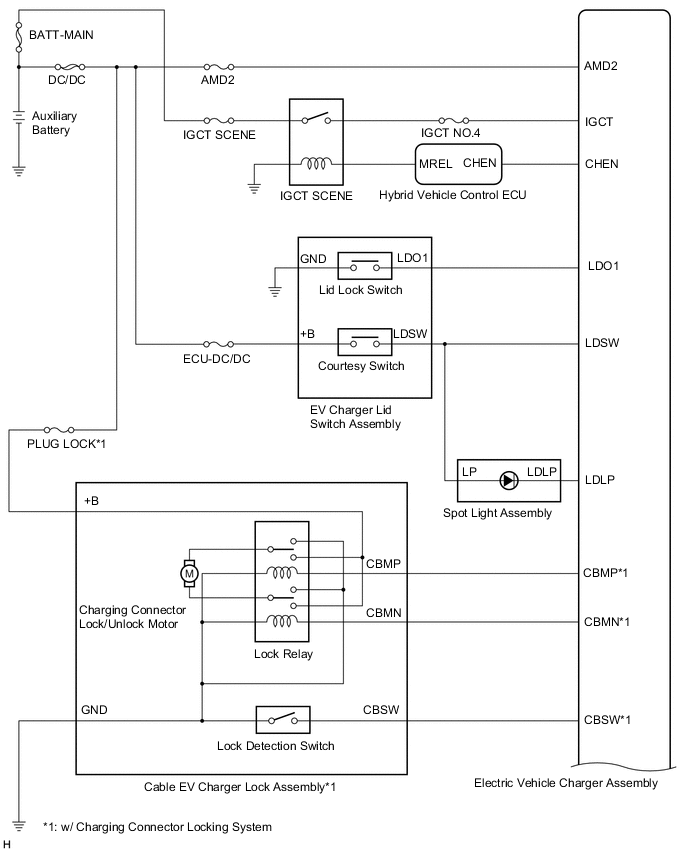 BATT-MAIN
DC/DC
AMD2
AMD2
Auxiliary
Battery
IGCT SCENE
IGCT NO.4
IGCT
MREL CHEN
CHEN
IGCT SCENE
Hybrid Vehicle Control ECU
GND
LDO1
LDO1
Lid Lock Switch
+B
LDSW
LDSW
ECU-DC/DC
Courtesy Switch
EV Charger Lid
Switch Assembly
PLUG LOCK*1
LP
LDLP
LDLP
Spot Light Assembly
+B
CBMP
CBMP*1
M
Charging Connector
Lock/Unlock Motor
CBMN
CBMN*1
Lock Relay
GND
CBSW
CBSW*1
Lock Detection Switch
Cable EV Charger Lock Assembly*1
Electric Vehicle Charger Assembly
*1: w/ Charging Connector Locking System
H